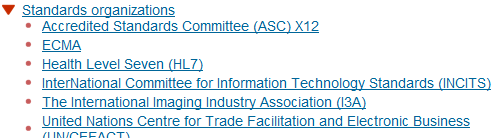 Standards organizations
Accredited Standards Committee (ASC) X12
ECMA
Health Level Seven (HL7)
InterNational Committee for Information Technology Standards (INCITS)
The International Imaging Industry Association (I3A)
United Nations Centre for Trade Facilitation and Electronic Business
(UN/CEFACT)